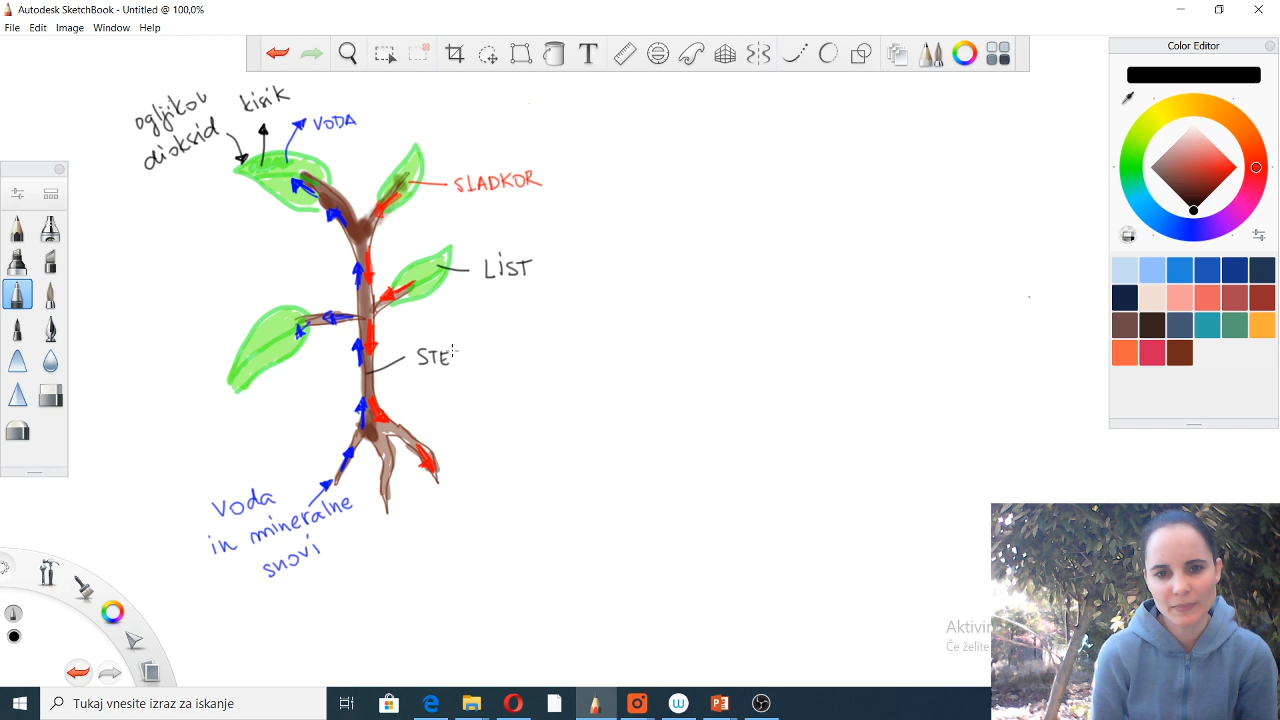 Autodesk SketchBook - Untitled @ 100,0%
File Edit Image Window Help
Color Editor
ogljikov
dioksid
kisik
VODA
SLADKOR
LIST
STE
Voda
in mineralne
snovi
Aktivir
Če želite
Tukaj vnesite izraz za iskanje